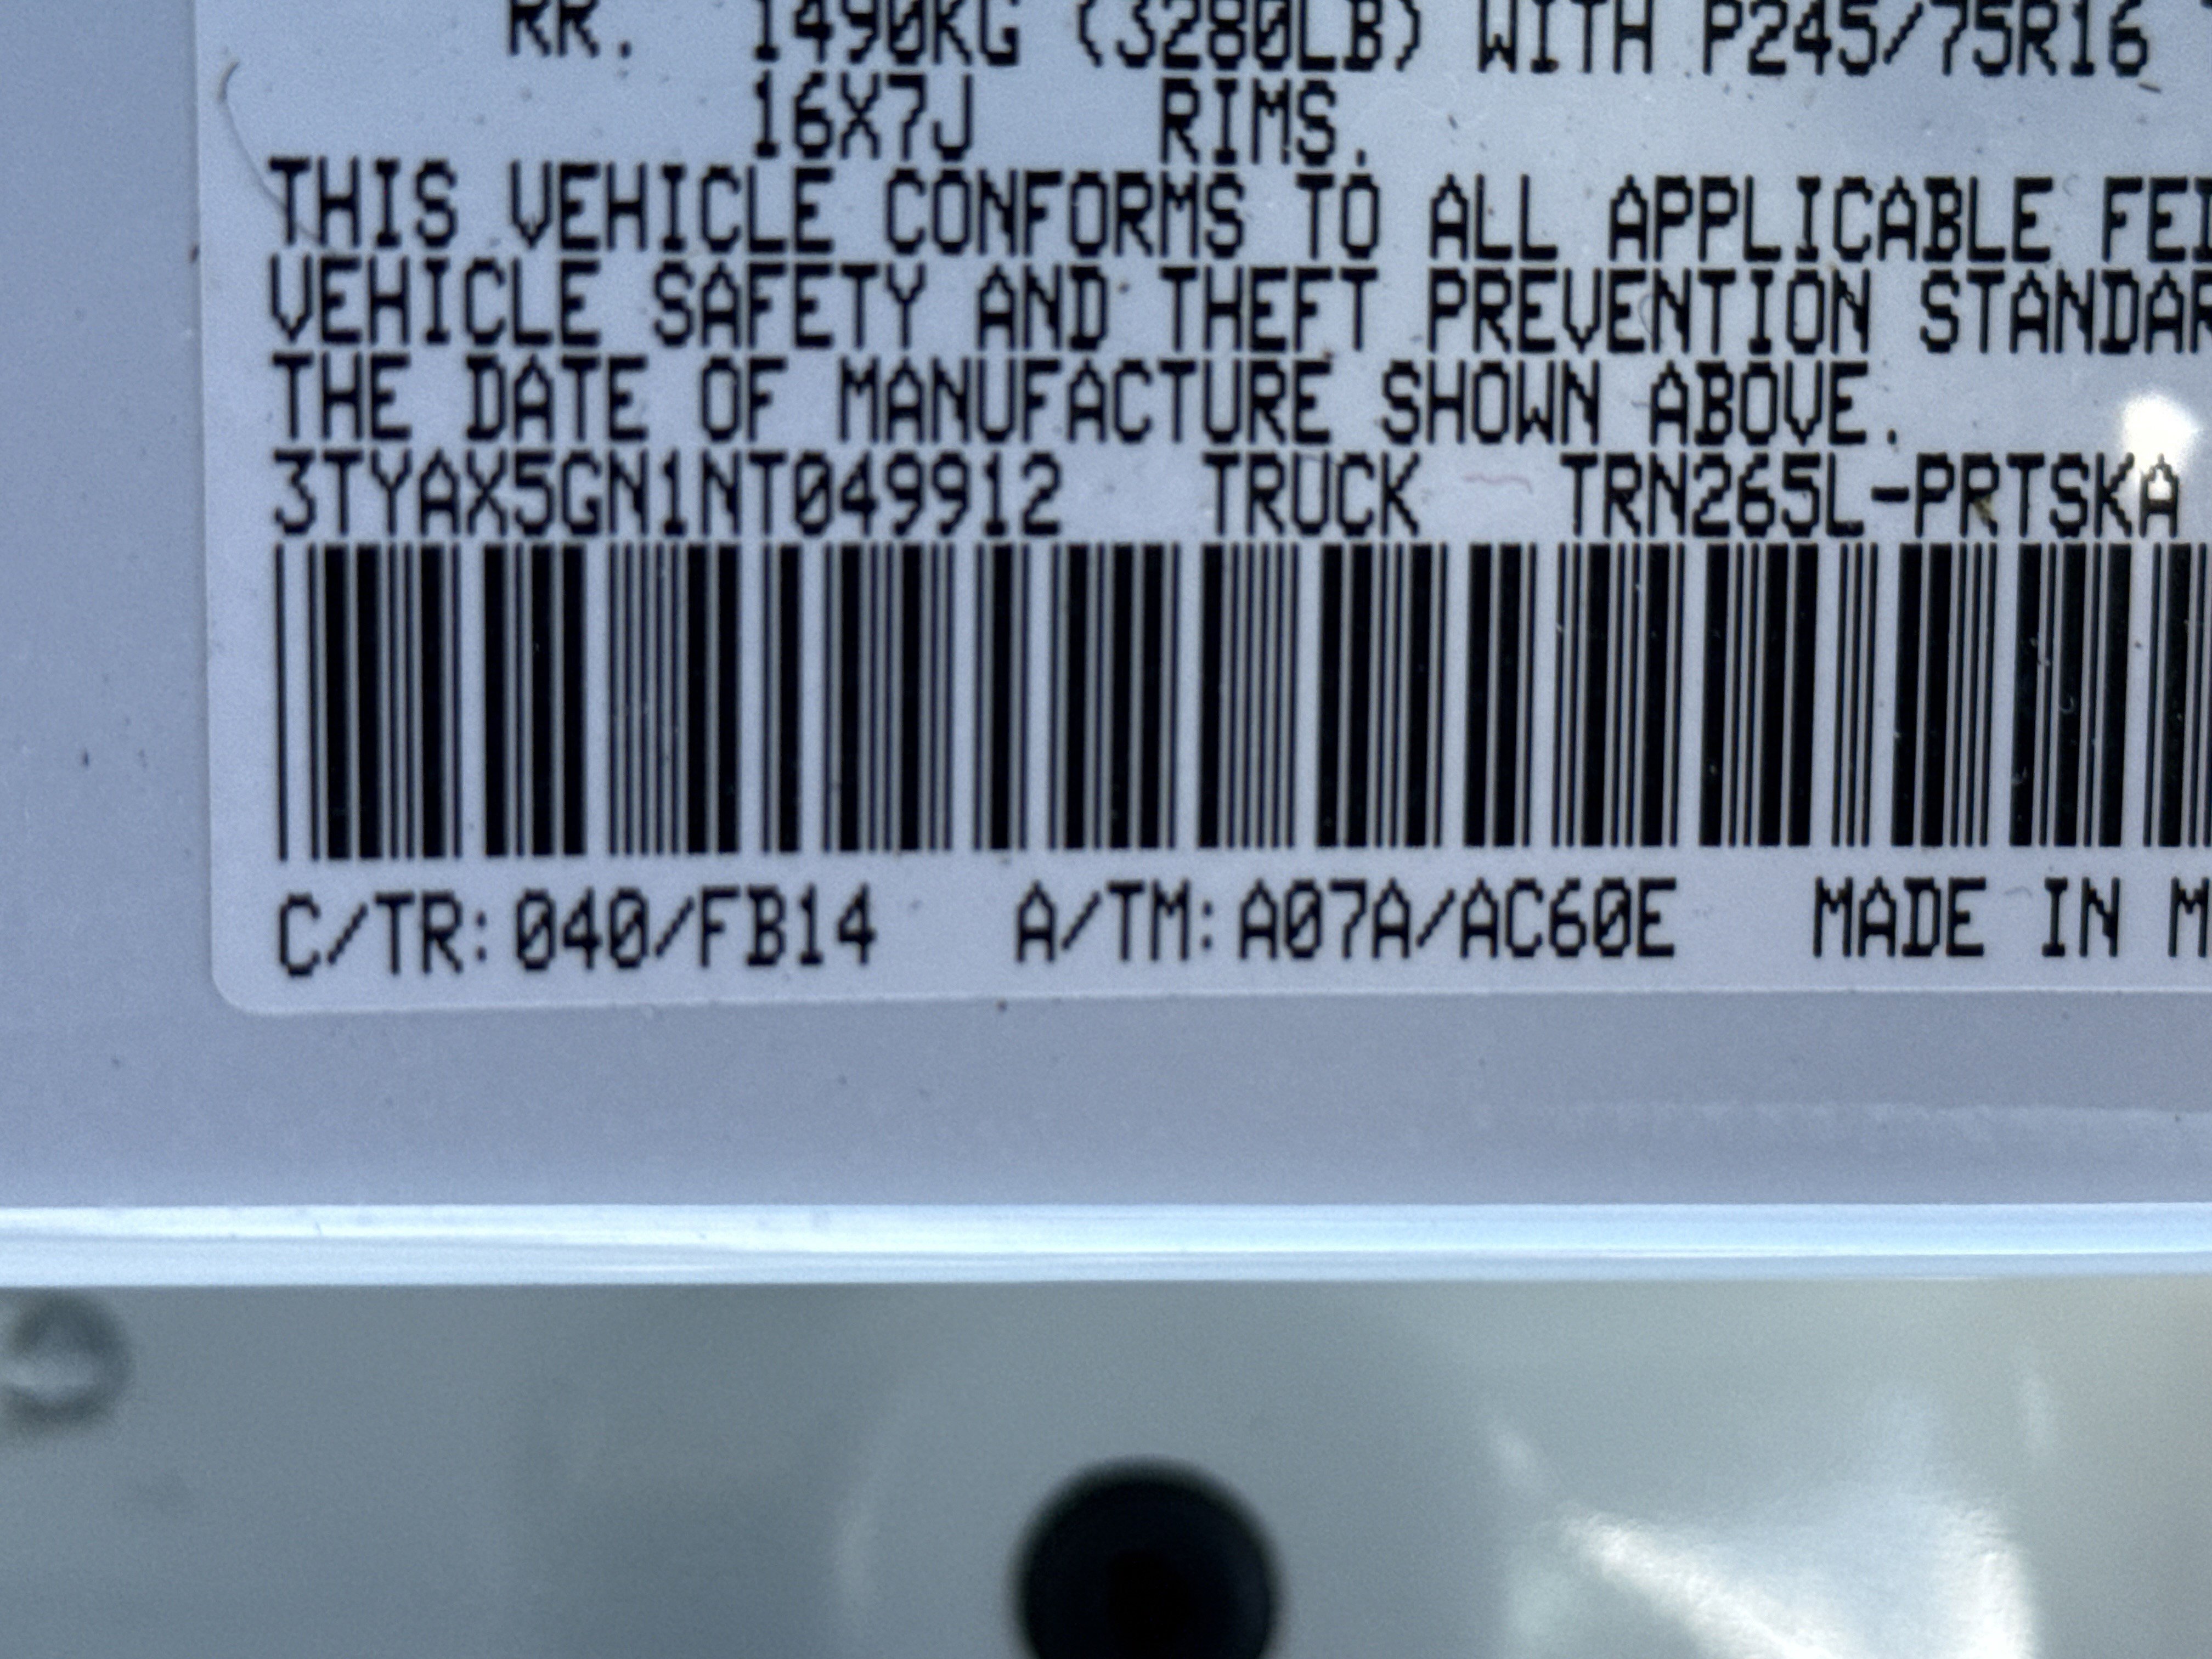 RR. 1490KG (3280LB) WITH P245/75R16
16X7J RIMS.
THIS VEHICLE CONFORMS TO ALL APPLICABLE
VEHICLE SAFETY AND THEFT PREVENTION
THE DATE OF MANUFACTURE SHOWN ABOVE.
3TYAX5GN1NT049912 TRUCK TRN265L-PRTSKA
C/TR: 040/FB14 A/TM: A07A/AC60E MADE IN